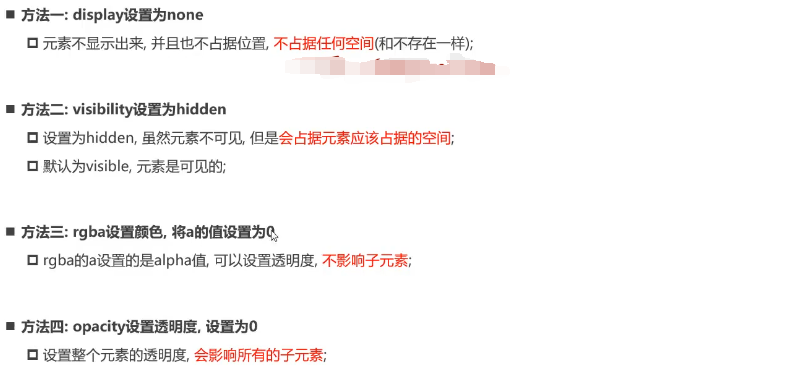 方法一: display设置为none
元素不显示出来, 并且也不占据位置, 不占据任何空间(和不存在一样);
方法二: visibility设置为hidden
设置为hidden, 虽然元素不可见, 但是会占据元素应该占据的空间;
默认为visible, 元素是可见的;
方法三: rgba设置颜色, 将a的值设置为0
rgba的a设置的是alpha值, 可以设置透明度, 不影响子元素;
方法四: opacity设置透明度, 设置为0
设置整个元素的透明度, 会影响所有的子元素;